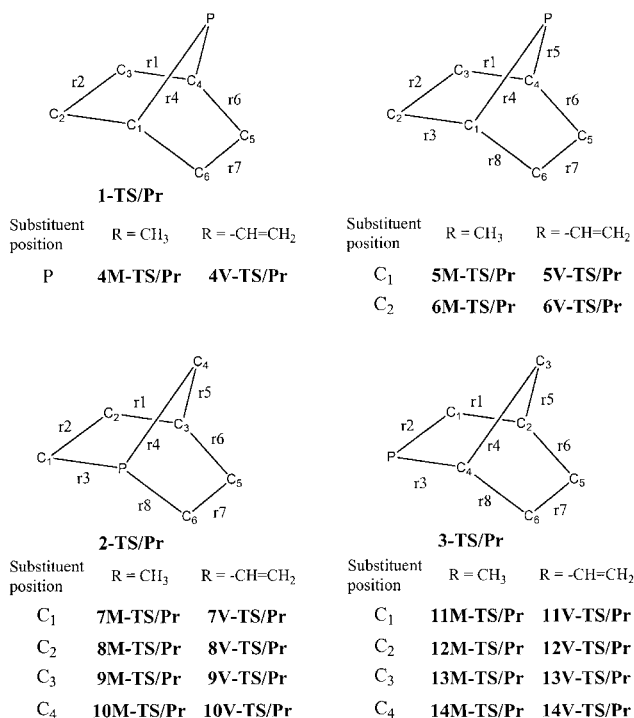 P
r1
r2
C3
C4
r4
r6
C2
C1
C5
r7
C6
1-TS/Pr
Substituent position R = CH3 R = -CH=CH2
P 4M-TS/Pr 4V-TS/Pr
P
r5
r1
r2
C3
C4
r4
r6
C2
r3
C1
C5
r8
r7
C6
Substituent position R = CH3 R = -CH=CH2
C1 5M-TS/Pr 5V-TS/Pr
C2 6M-TS/Pr 6V-TS/Pr
C4
r1
r5
r2
C2
C3
r4
r6
C1
r3
P
C5
r8
r7
C6
2-TS/Pr
Substituent position R = CH3 R = -CH=CH2
C1 7M-TS/Pr 7V-TS/Pr
C2 8M-TS/Pr 8V-TS/Pr
C3 9M-TS/Pr 9V-TS/Pr
C4 10M-TS/Pr 10V-TS/Pr
C3
r1
r5
r2
C1
C2
r4
r6
P
r3
C4
C5
r8
r7
C6
3-TS/Pr
Substituent position R = CH3 R = -CH=CH2
C1 11M-TS/Pr 11V-TS/Pr
C2 12M-TS/Pr 12V-TS/Pr
C3 13M-TS/Pr 13V-TS/Pr
C4 14M-TS/Pr 14V-TS/Pr